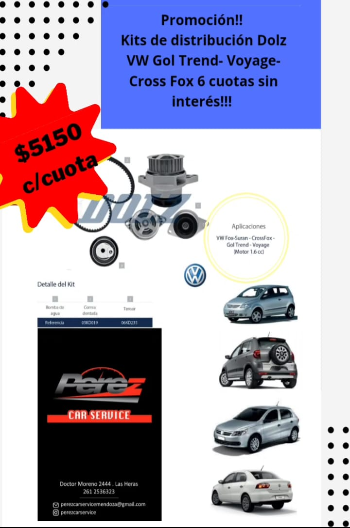 Promoción!!
Kits de distribución Dolz
VW Gol Trend- Voyage-
Cross Fox 6 cuotas sin
interés!!!
$5150
c/cuota
DOLZ
Aplicaciones
VW Fox-Suran - CrossFox -
Gol Trend - Voyage
(Motor 1.6 cc)
Detalle del Kit
Bomba de
agua
Correa
dentada
Tensor
Referencia
Perez
CAR SERVICE
Doctor Moreno 2444 . Las Heras
261 2536323
perezcarservicemendoza@gmail.com
perezcarservice